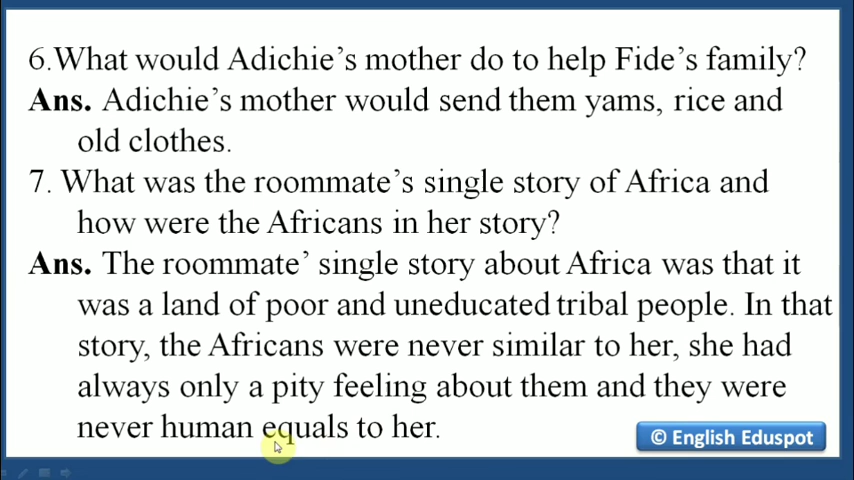 6.What would Adichie's mother do to help Fide's family?
Ans. Adichie's mother would send them yams, rice and
old clothes.
7. What was the roommate's single story of Africa and
how were the Africans in her story?
Ans. The roommate' single story about Africa was that it
was a land of poor and uneducated tribal people. In that
story, the Africans were never similar to her, she had
always only a pity feeling about them and they were
never human equals to her.
© English Eduspot